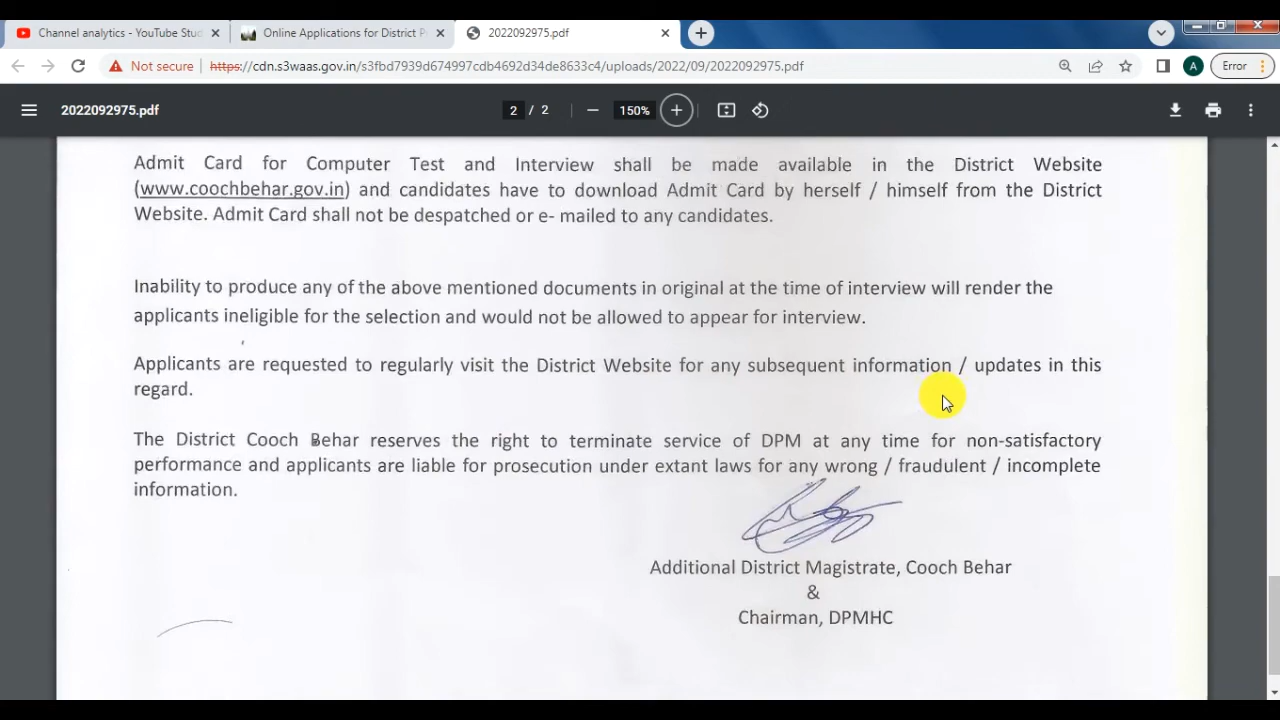 Channel analytics - YouTube Stu
Online Applications for District P
2022092975.pdf
Not secure
https://cdn.s3waas.gov.in/s3fbd7939d674997cdb4692d34de8633c4/uploads/2022/09/2022092975.pdf
A
Error
2022092975.pdf
2 / 2
150%
Admit Card for Computer Test and Interview shall be made available in the District Website
(www.coochbehar.gov.in) and candidates have to download Admit Card by herself / himself from the District
Website. Admit Card shall not be despatched or e- mailed to any candidates.
Inability to produce any of the above mentioned documents in original at the time of interview will render the
applicants ineligible for the selection and would not be allowed to appear for interview.
Applicants are requested to regularly visit the District Website for any subsequent information / updates in this
regard.
The District Cooch Behar reserves the right to terminate service of DPM at any time for non-satisfactory
performance and applicants are liable for prosecution under extant laws for any wrong / fraudulent / incomplete
information.
Additional District Magistrate, Cooch Behar
&
Chairman, DPMHC